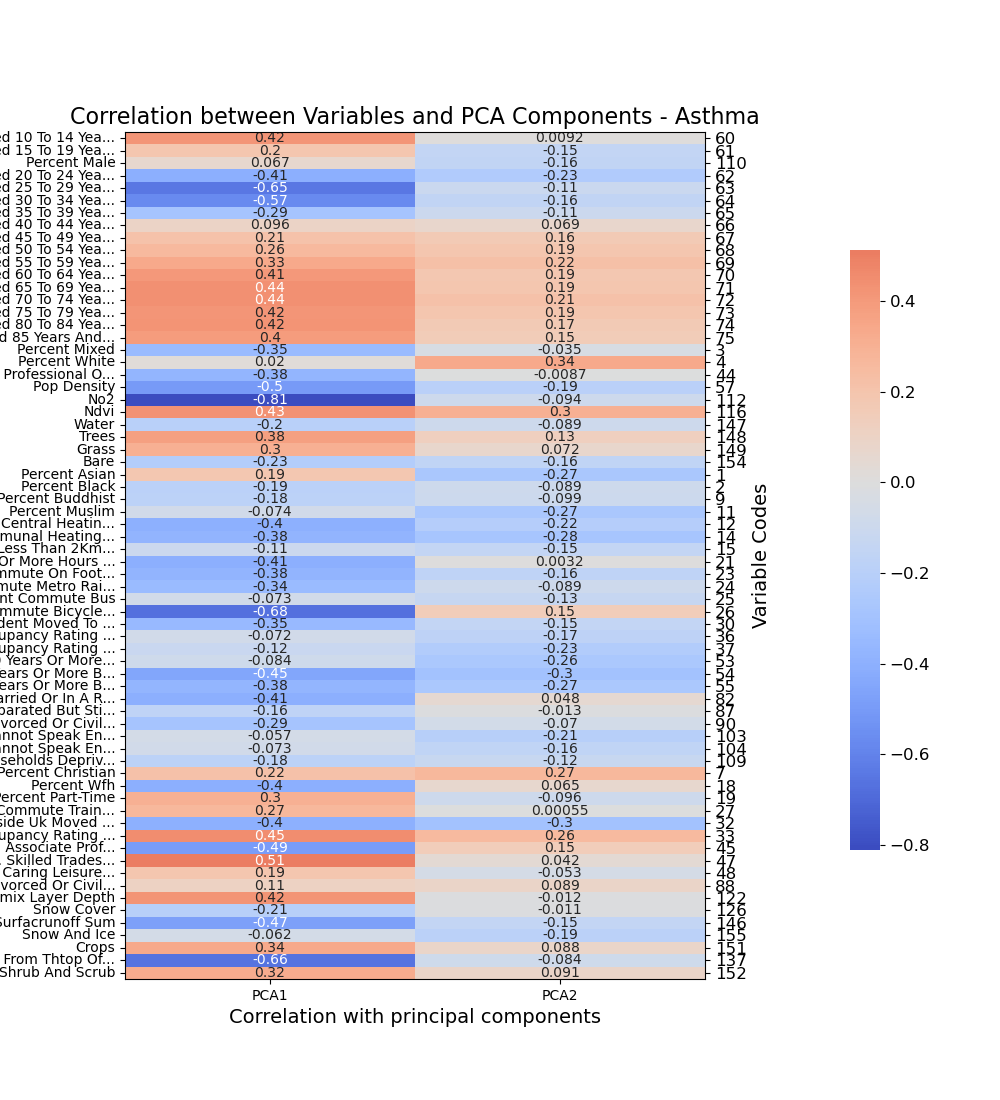 Correlation between Variables and PCA Components - Asthma
ed 10 To 14 Yea... 0.42 0.0092 60
ed 15 To 19 Yea... 0.2 -0.15 61
Percent Male 0.067 -0.16 110
ed 20 To 24 Yea... -0.41 -0.23 62
ed 25 To 29 Yea... -0.65 -0.11 63
ed 30 To 34 Yea... -0.57 -0.16 64
ed 35 To 39 Yea... -0.29 -0.11 65
ed 40 To 44 Yea... 0.096 0.069 66
ed 45 To 49 Yea... 0.21 0.16 67
ed 50 To 54 Yea... 0.26 0.19 68
ed 55 To 59 Yea... 0.33 0.22 69
ed 60 To 64 Yea... 0.41 0.19 70
ed 65 To 69 Yea... 0.44 0.19 71
ed 70 To 74 Yea... 0.44 0.21 72
ed 75 To 79 Yea... 0.42 0.19 73
ed 80 To 84 Yea... 0.42 0.17 74
d 85 Years And... 0.4 0.15 75
Percent Mixed -0.35 -0.035 3
Percent White 0.02 0.34 4
Professional O... -0.38 -0.0087 44
Pop Density -0.5 -0.19 57
No2 -0.81 -0.094 112
Ndvi 0.43 0.3 116
Water -0.2 -0.089 147
Trees 0.38 0.13 148
Grass 0.3 0.072 149
Bare -0.23 -0.16 154
Percent Asian 0.19 -0.27 1
Percent Black -0.19 -0.089 2
Percent Buddhist -0.18 -0.099 9
Percent Muslim -0.074 -0.27 11
Central Heatin... -0.4 -0.22 12
munal Heating... -0.38 -0.28 14
Less Than 2Km... -0.11 -0.15 15
Or More Hours ... -0.41 0.0032 21
mmute On Foot... -0.38 -0.16 23
mute Metro Rai... -0.34 -0.089 24
nt Commute Bus -0.073 -0.13 25
mmute Bicycle... -0.68 0.15 26
dent Moved To ... -0.35 -0.15 30
upancy Rating ... -0.072 -0.17 36
upancy Rating ... -0.12 -0.23 37
0 Years Or More... -0.084 -0.26 53
ears Or More B... -0.45 -0.3 54
ears Or More B... -0.38 -0.27 55
arried Or In A R... -0.41 0.048 82
parated But Sti... -0.16 -0.013 87
vorced Or Civil... -0.29 -0.07 90
annot Speak En... -0.057 -0.21 103
annot Speak En... -0.073 -0.16 104
seholds Depriv... -0.18 -0.12 109
Percent Christian 0.22 0.27 7
Percent Wfh -0.4 0.065 18
Percent Part-Time 0.3 -0.096 19
Commute Train... 0.27 0.00055 27
side Uk Moved ... -0.4 -0.3 32
upancy Rating ... 0.45 0.26 33
Associate Prof... -0.49 0.15 45
Skilled Trades... 0.51 0.042 47
Caring Leisure... 0.19 -0.053 48
vorced Or Civil... 0.11 0.089 88
mix Layer Depth 0.42 -0.012 122
Snow Cover -0.21 -0.011 126
Surfacrunoff Sum -0.47 -0.15 146
Snow And Ice -0.062 -0.19 155
Crops 0.34 0.088 151
From Thtop Of... -0.66 -0.084 137
Shrub And Scrub 0.32 0.091 152
PCA1 PCA2
Correlation with principal components
Variable Codes
0.4
0.2
0.0
−0.2
−0.4
−0.6
−0.8